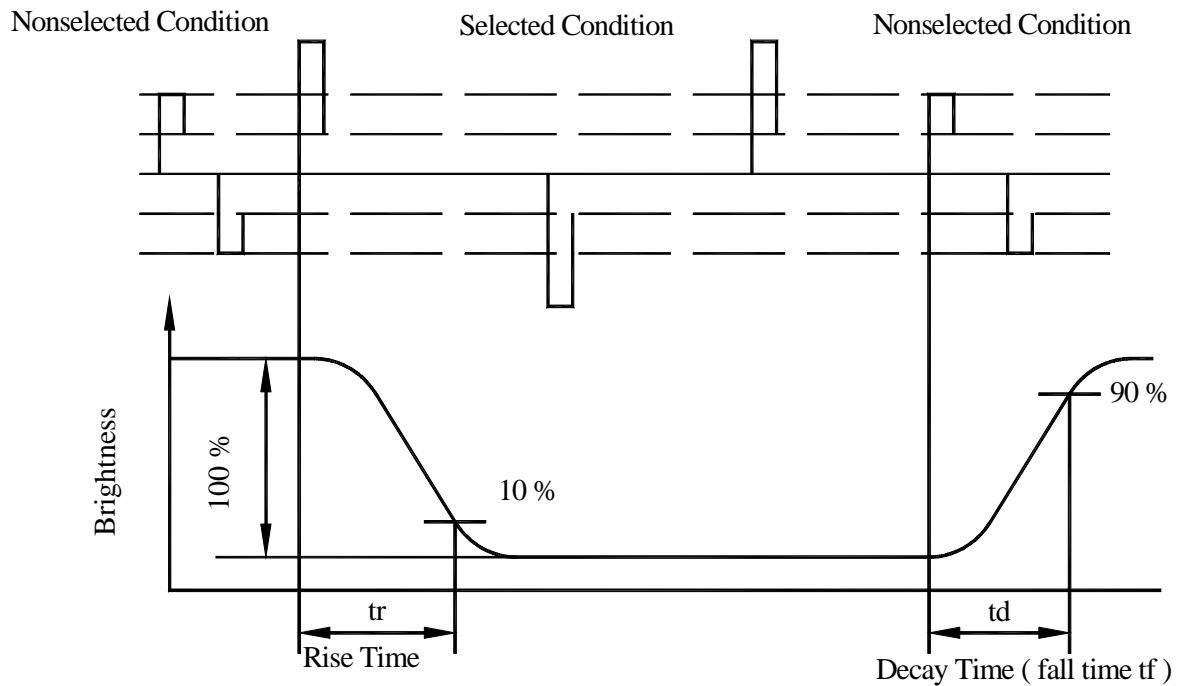 Nonselected Condition
Selected Condition
Nonselected Condition
Brightness
100 %
10 %
90 %
tr
Rise Time
td
Decay Time ( fall time tf )